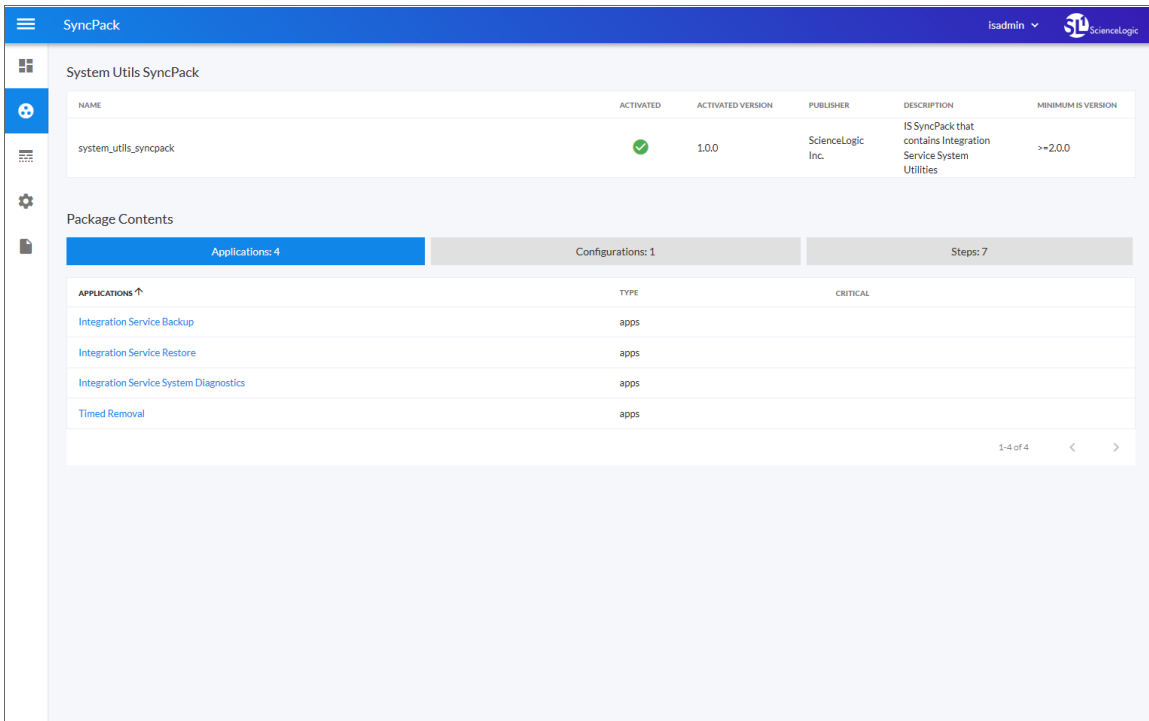 SyncPack
isadmin
SL1 ScienceLogic
System Utils SyncPack
NAME ACTIVATED ACTIVATED VERSION PUBLISHER DESCRIPTION MINIMUM IS VERSION
system_utils_syncpack 1.0.0 ScienceLogic Inc. IS SyncPack that contains Integration Service System Utilities >=2.0.0
Package Contents
Applications: 4 Configurations: 1 Steps: 7
APPLICATIONS TYPE CRITICAL
Integration Service Backup apps
Integration Service Restore apps
Integration Service System Diagnostics apps
Timed Removal apps
1-4 of 4